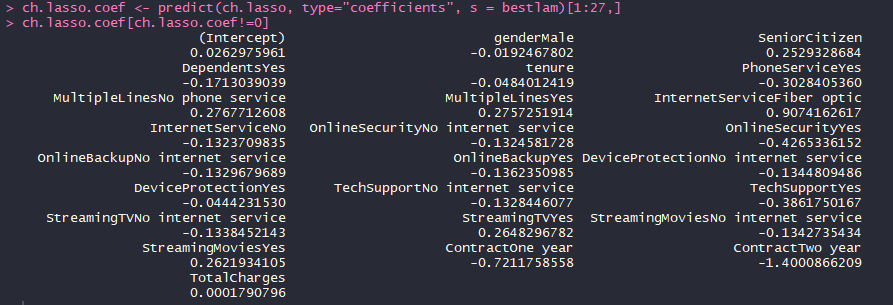 > ch.lasso.coef <- predict(ch.lasso, type="coefficients", s = bestlam)[1:27,]
> ch.lasso.coef[ch.lasso.coef!=0]
(Intercept) genderMale SeniorCitizen
0.0262975961 -0.0192467802 0.2529328684
DependentsYes tenure PhoneServiceYes
-0.1713039039 -0.0484012419 -0.3028405360
MultipleLinesNo phone service MultipleLinesYes InternetServiceFiber optic
0.2767712608 0.2757251914 0.9074162617
InternetServiceNo OnlineSecurityNo internet service OnlineSecurityYes
-0.1323709835 -0.1324581728 -0.4265336152
OnlineBackupNo internet service OnlineBackupYes DeviceProtectionNo internet service
-0.1329679689 -0.1362350985 -0.1344809486
DeviceProtectionYes TechSupportNo internet service TechSupportYes
-0.0444231530 -0.1328446077 -0.3861750167
StreamingTVNo internet service StreamingTVYes StreamingMoviesNo internet service
-0.1338452143 0.2648296782 -0.1342735434
StreamingMoviesYes ContractOne year ContractTwo year
0.2621934105 -0.7211758558 -1.4000866209
TotalCharges
0.0001790796